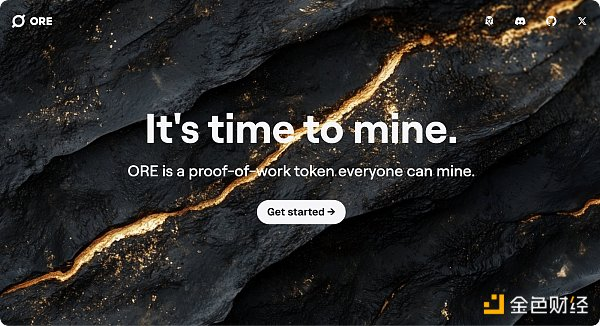 ORE
It's time to mine.
ORE is a proof-of-work token everyone can mine.
Get started →
金色财经